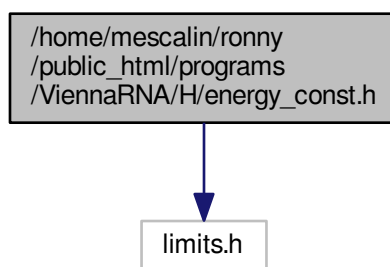 /home/mescalin/ronny
/public_html/programs
/ViennaRNA/H/energy_const.h
limits.h